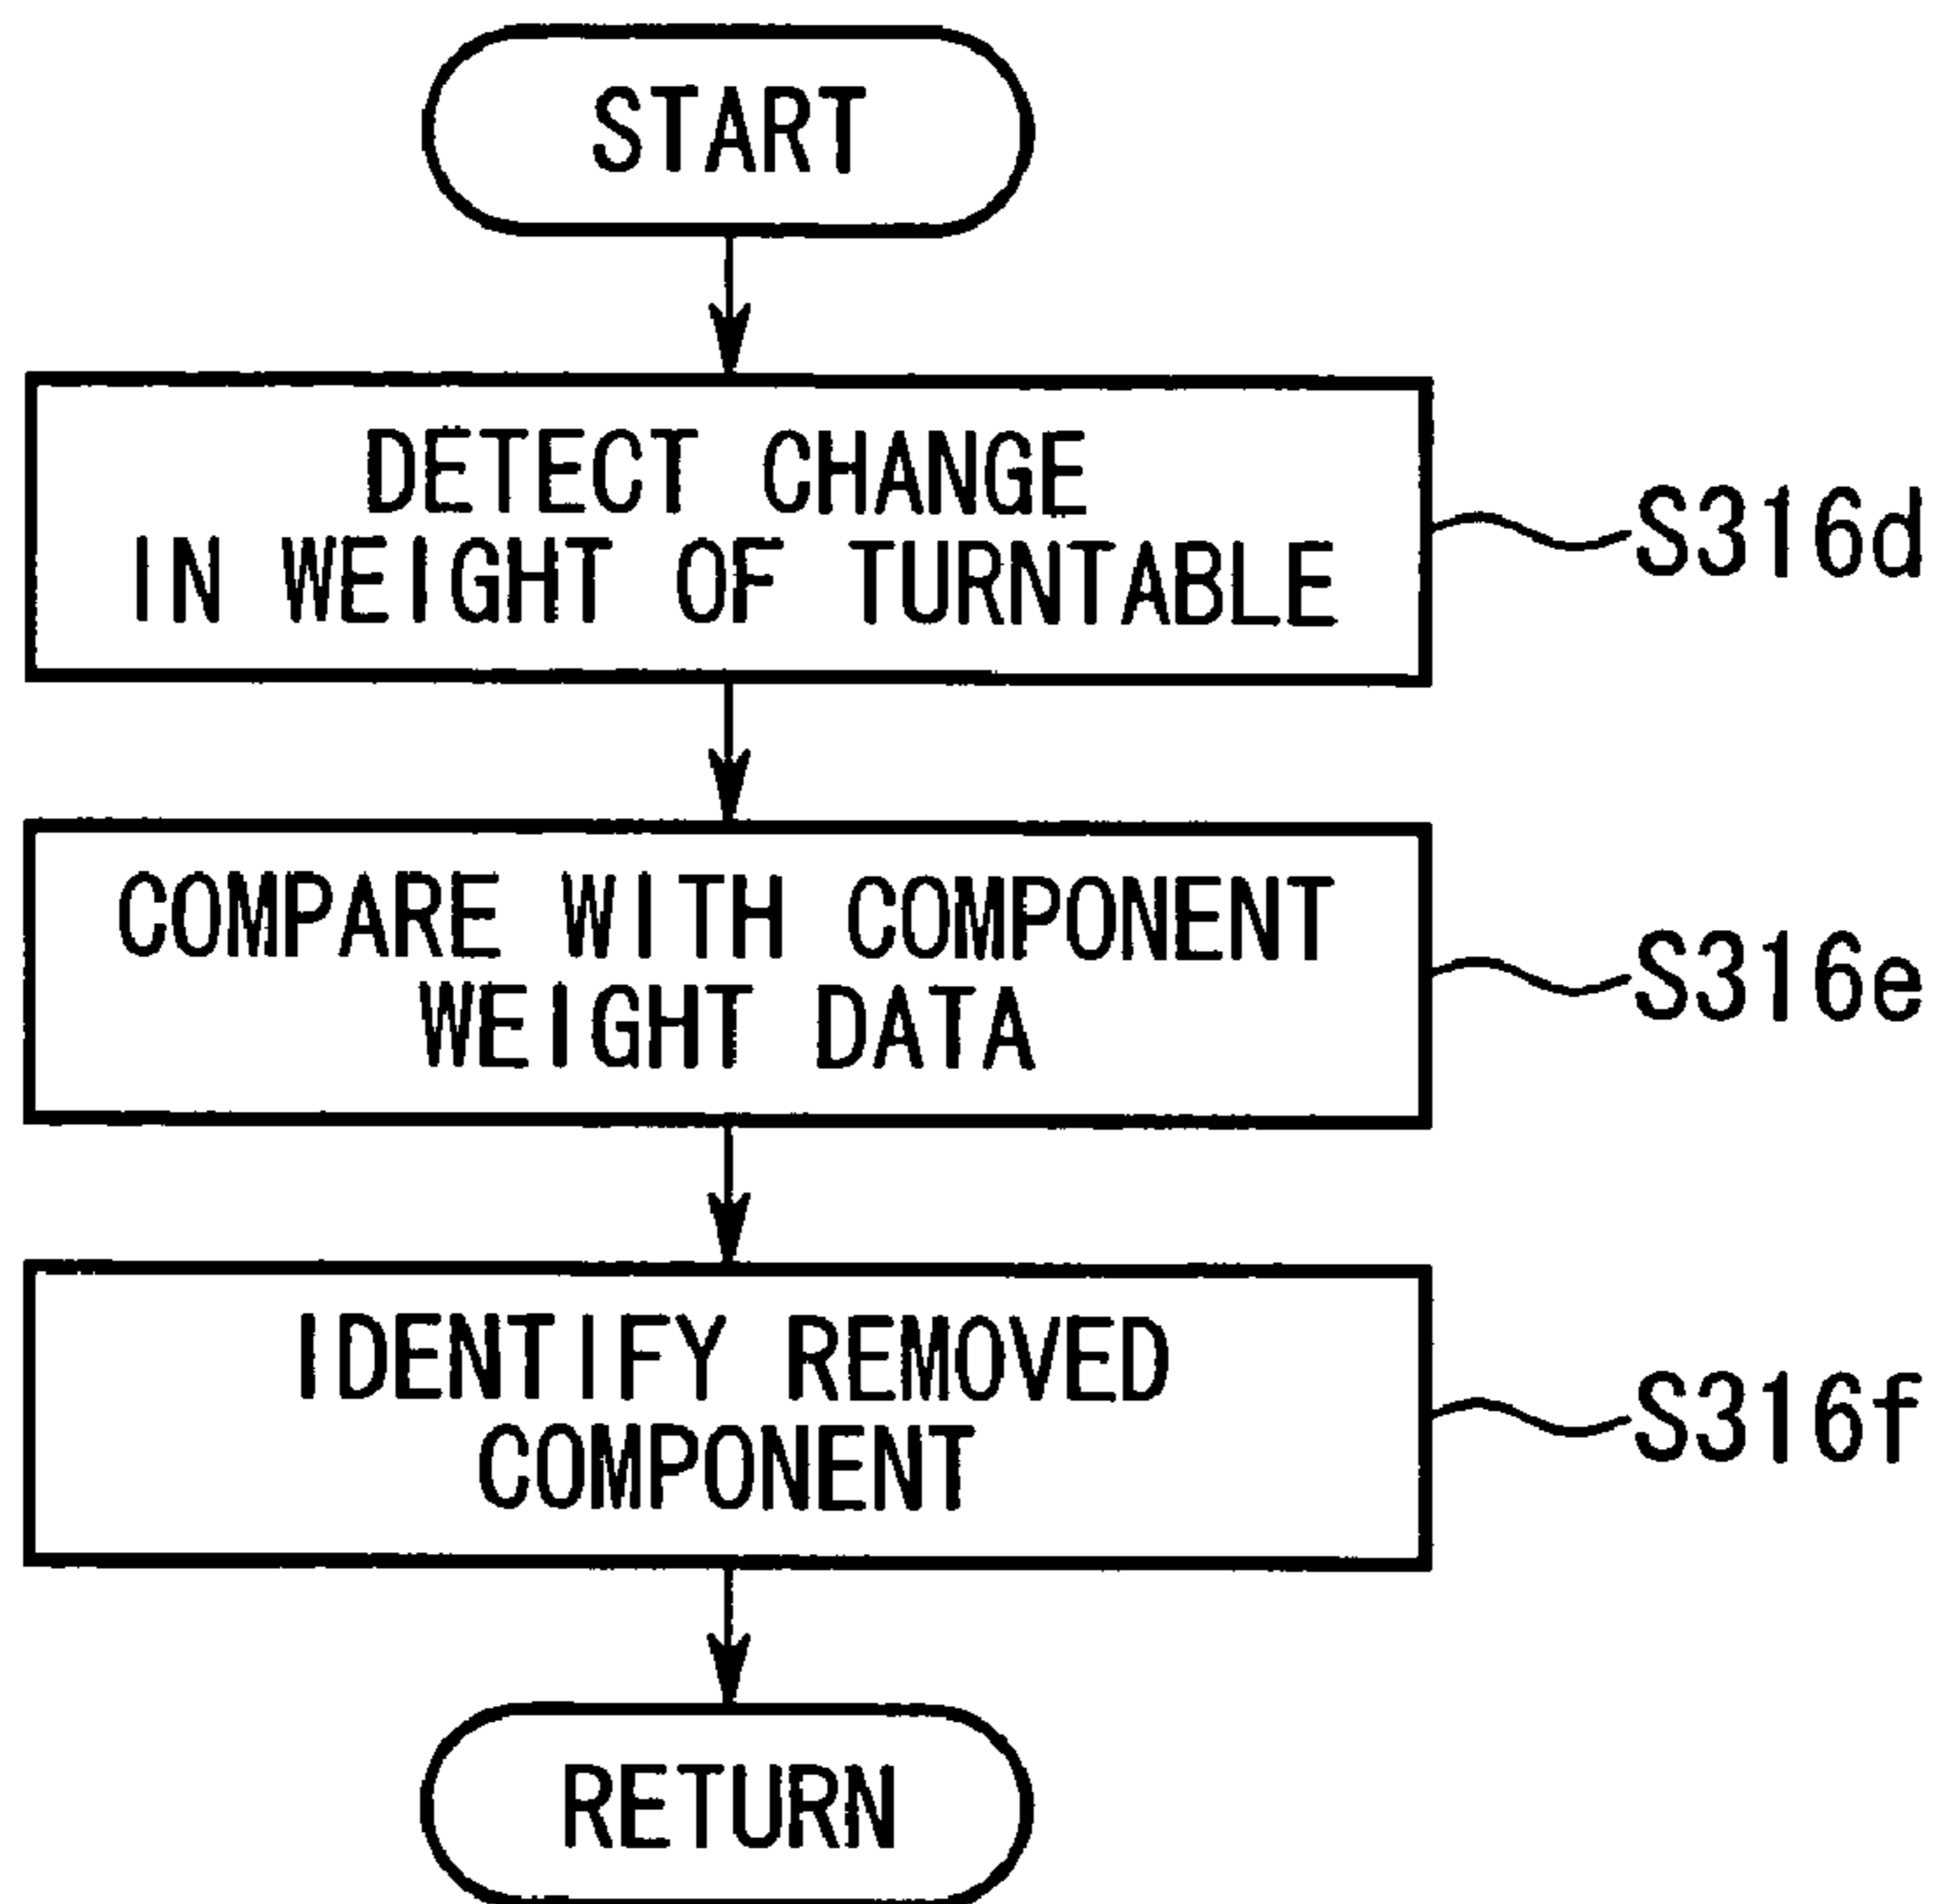 START
DETECT CHANGE
IN WEIGHT OF TURNTABLE
S316d
COMPARE WITH COMPONENT
WEIGHT DATA
S316e
IDENTIFY REMOVED
COMPONENT
S316f
RETURN